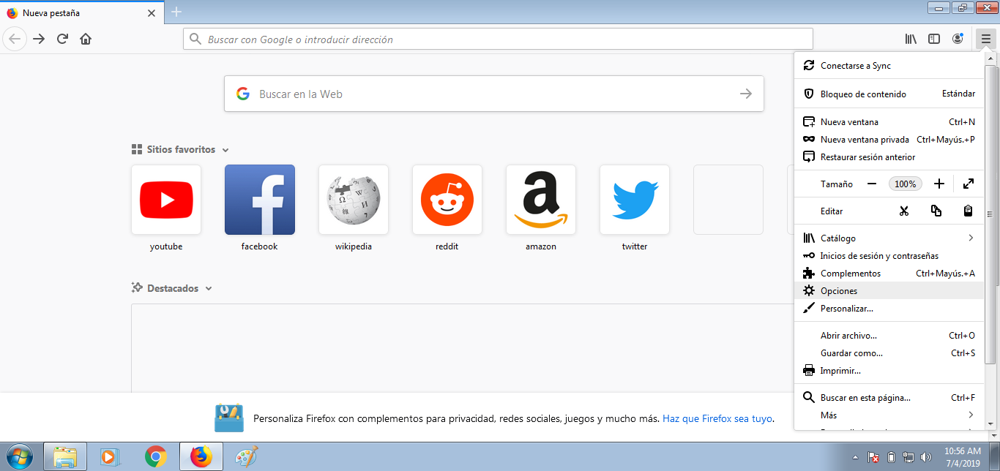 Nueva pestaña
Buscar con Google o introducir dirección
Buscar en la Web
Sitios favoritos
youtube
facebook
wikipedia
reddit
amazon
twitter
Destacados
Personaliza Firefox con complementos para privacidad, redes sociales, juegos y mucho más. Haz que Firefox sea tuyo.
Conectarse a Sync
Bloqueo de contenido Estándar
Nueva ventana Ctrl+N
Nueva ventana privada Ctrl+Mayús.+P
Restaurar sesión anterior
Tamaño 100%
Editar
Catálogo
Inicios de sesión y contraseñas
Complementos Ctrl+Mayús.+A
Opciones
Personalizar...
Abrir archivo... Ctrl+O
Guardar como... Ctrl+S
Imprimir...
Buscar en esta página... Ctrl+F
Más
10:56 AM
7/4/2019